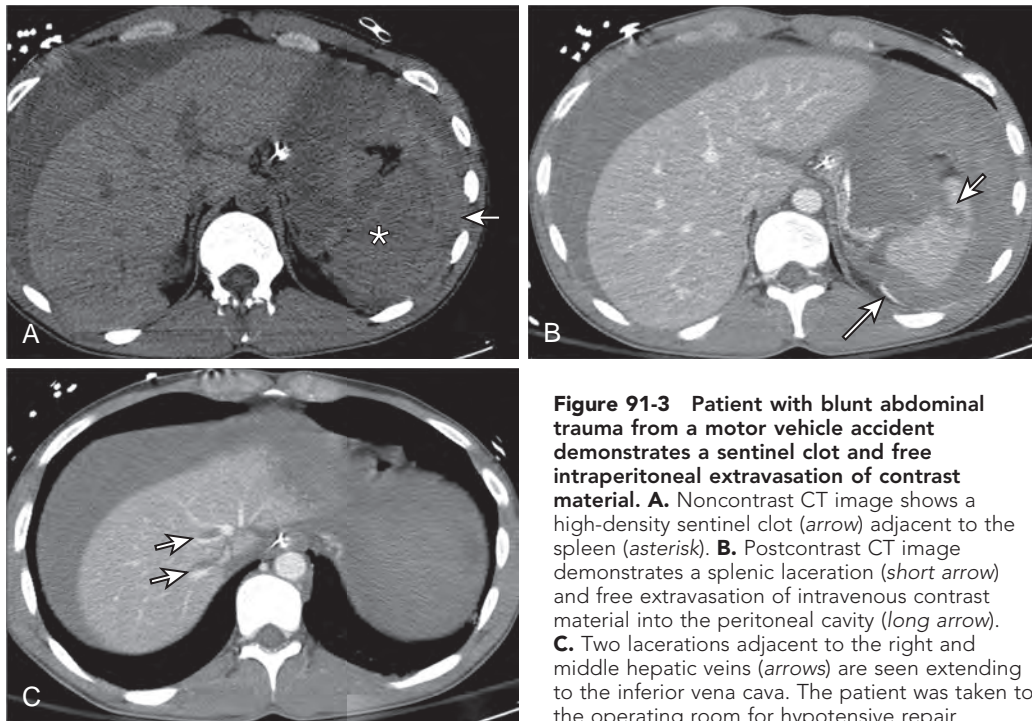 A
B
C
Figure 91-3 Patient with blunt abdominal
trauma from a motor vehicle accident
demonstrates a sentinel clot and free
intraperitoneal extravasation of contrast
material. A. Noncontrast CT image shows a
high-density sentinel clot (arrow) adjacent to the
spleen (asterisk). B. Postcontrast CT image
demonstrates a splenic laceration (short arrow)
and free extravasation of intravenous contrast
material into the peritoneal cavity (long arrow).
C. Two lacerations adjacent to the right and
middle hepatic veins (arrows) are seen extending
to the inferior vena cava. The patient was taken to
the operating room for hypotensive repair